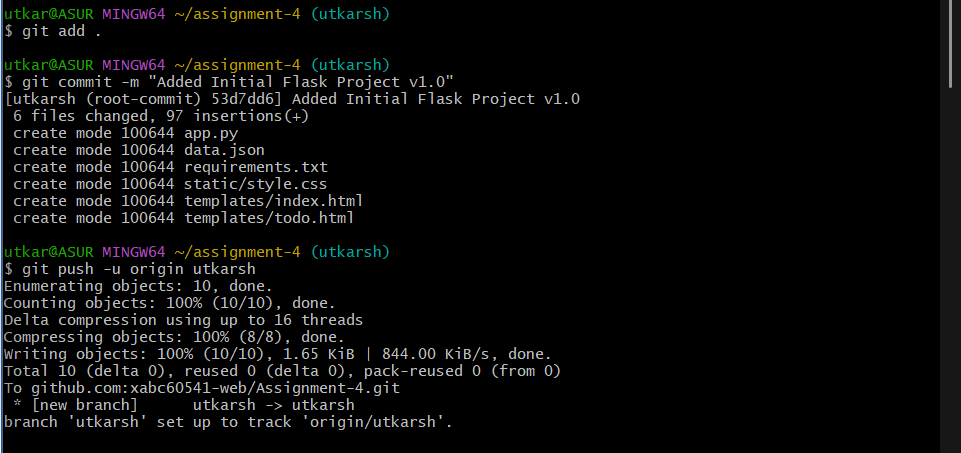 utkar@ASUR MINGW64 ~/assignment-4 (utkarsh)
$ git add .
utkar@ASUR MINGW64 ~/assignment-4 (utkarsh)
$ git commit -m "Added Initial Flask Project v1.0"
[utkarsh (root-commit) 53d7dd6] Added Initial Flask Project v1.0
 6 files changed, 97 insertions(+)
 create mode 100644 app.py
 create mode 100644 data.json
 create mode 100644 requirements.txt
 create mode 100644 static/style.css
 create mode 100644 templates/index.html
 create mode 100644 templates/todo.html
utkar@ASUR MINGW64 ~/assignment-4 (utkarsh)
$ git push -u origin utkarsh
Enumerating objects: 10, done.
Counting objects: 100% (10/10), done.
Delta compression using up to 16 threads
Compressing objects: 100% (8/8), done.
Writing objects: 100% (10/10), 1.65 KiB | 844.00 KiB/s, done.
Total 10 (delta 0), reused 0 (delta 0), pack-reused 0 (from 0)
To github.com:xabc60541-web/Assignment-4.git
 * [new branch]      utkarsh -> utkarsh
branch 'utkarsh' set up to track 'origin/utkarsh'.